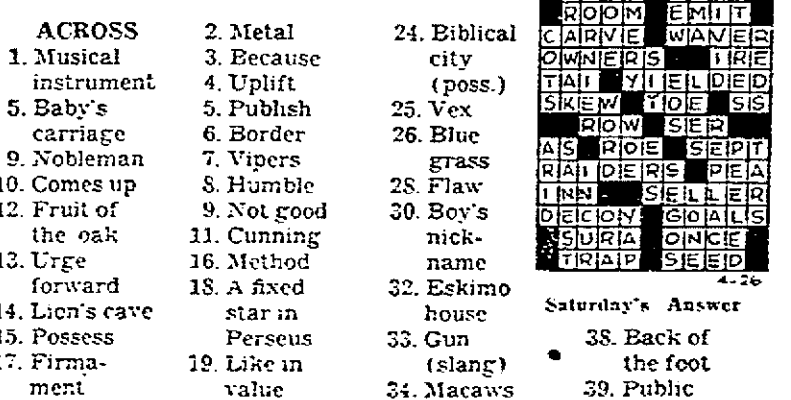 ACROSS
1. Musical
instrument
5. Baby's
carriage
9. Nobleman
10. Comes up
12. Fruit of
the oak
13. Urge
forward
14. Lion's cave
15. Possess
17. Firma-
ment
2. Metal
3. Because
4. Uplift
5. Publish
6. Border
7. Vipers
8. Humble
9. Not good
11. Cunning
16. Method
18. A fixed
star in
Perseus
19. Like in
value
24. Biblical
city
(poss.)
25. Vex
26. Blue
grass
28. Flaw
30. Boy's
nick-
name
32. Eskimo
house
33. Gun
(slang)
34. Macaws
ROOM EMIT
CARVE WAVER
OWNERS IRE
TAI YIELDED
SKEW TOE SS
ROW SER
AS ROE SEPT
RAIDERS PEA
INN SELLER
DECOY GOALS
SURA ONCE
TRAP SEED
4-26
Saturday's Answer
38. Back of
the foot
39. Public